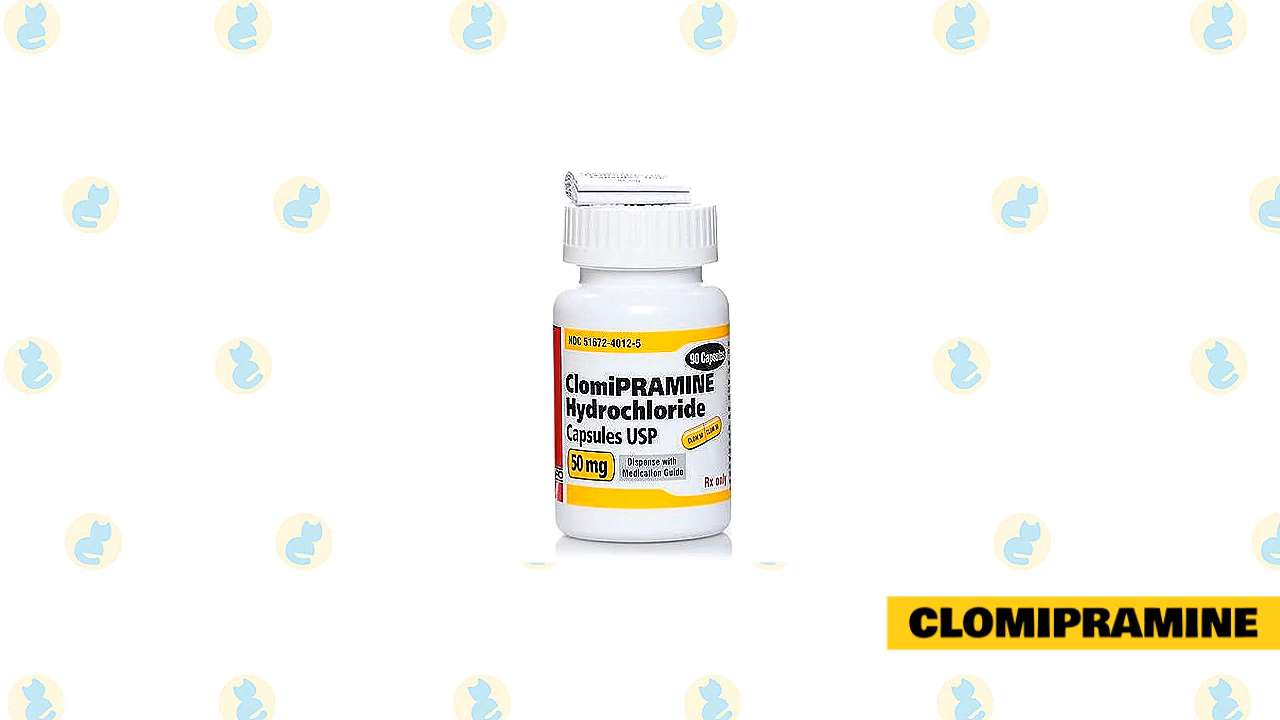 NDC 51672-4012-5
90 Capsules
ClomiPRAMINE
Hydrochloride
Capsules USP
50 mg
Dispense with
Medication Guide
Rx only
CLOMIPRAMINE